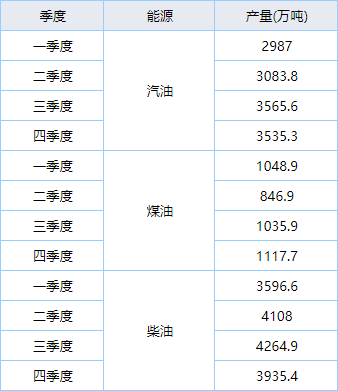 季度 能源 产量(万吨)
一季度 汽油 2987
二季度 3083.8
三季度 3565.6
四季度 3535.3
一季度 煤油 1048.9
二季度 846.9
三季度 1035.9
四季度 1117.7
一季度 柴油 3596.6
二季度 4108
三季度 4264.9
四季度 3935.4